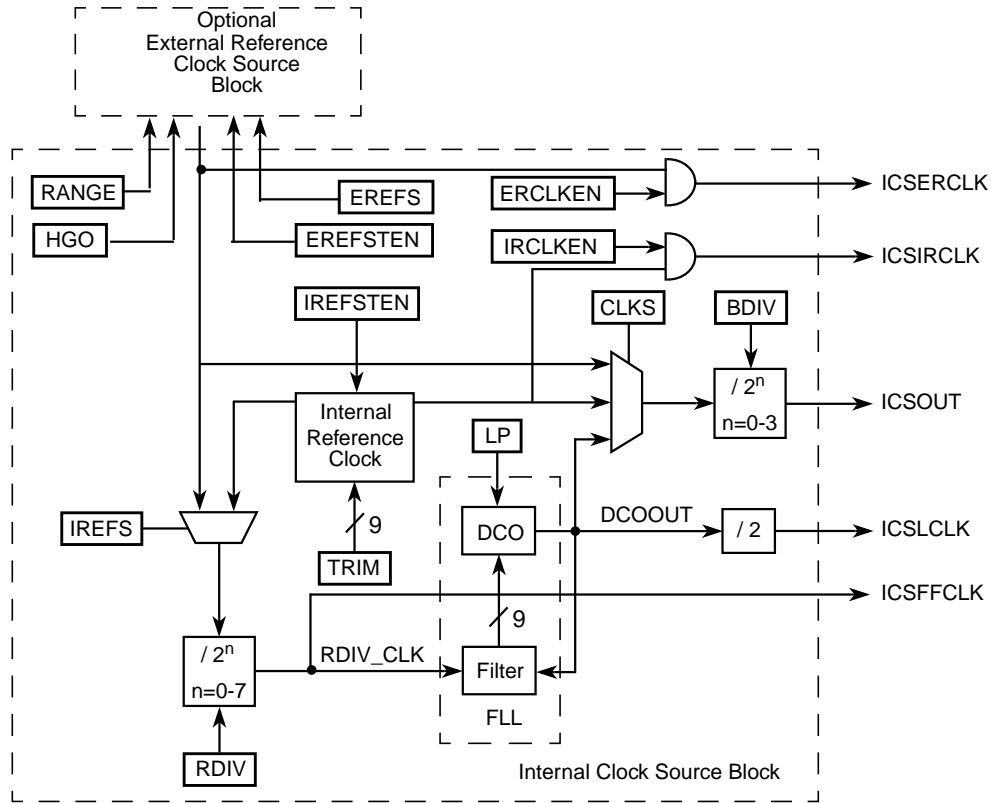 Optional
External Reference
Clock Source
Block
RANGE
HGO
EREFS
EREFSTEN
ERCLKEN
IRCLKEN
ICSERCLK
ICSIRCLK
IREFSTEN
CLKS
BDIV
Internal
Reference
Clock
/ 2n
n=0-3
ICSOUT
LP
IREFS
9
TRIM
DCO
DCOOUT
/ 2
ICSLCLK
ICSFFCLK
9
/ 2n
n=0-7
RDIV_CLK
Filter
FLL
RDIV
Internal Clock Source Block